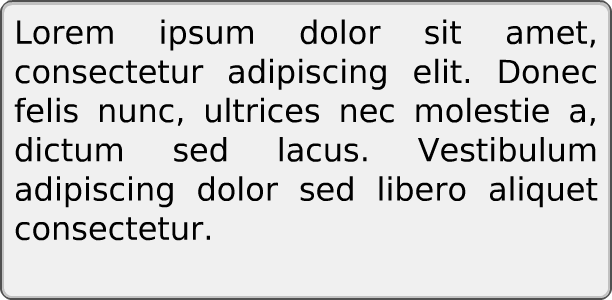 Lorem ipsum dolor sit amet,
consectetur adipiscing elit. Donec
felis nunc, ultrices nec molestie a,
dictum sed lacus. Vestibulum
adipiscing dolor sed libero aliquet
consectetur.